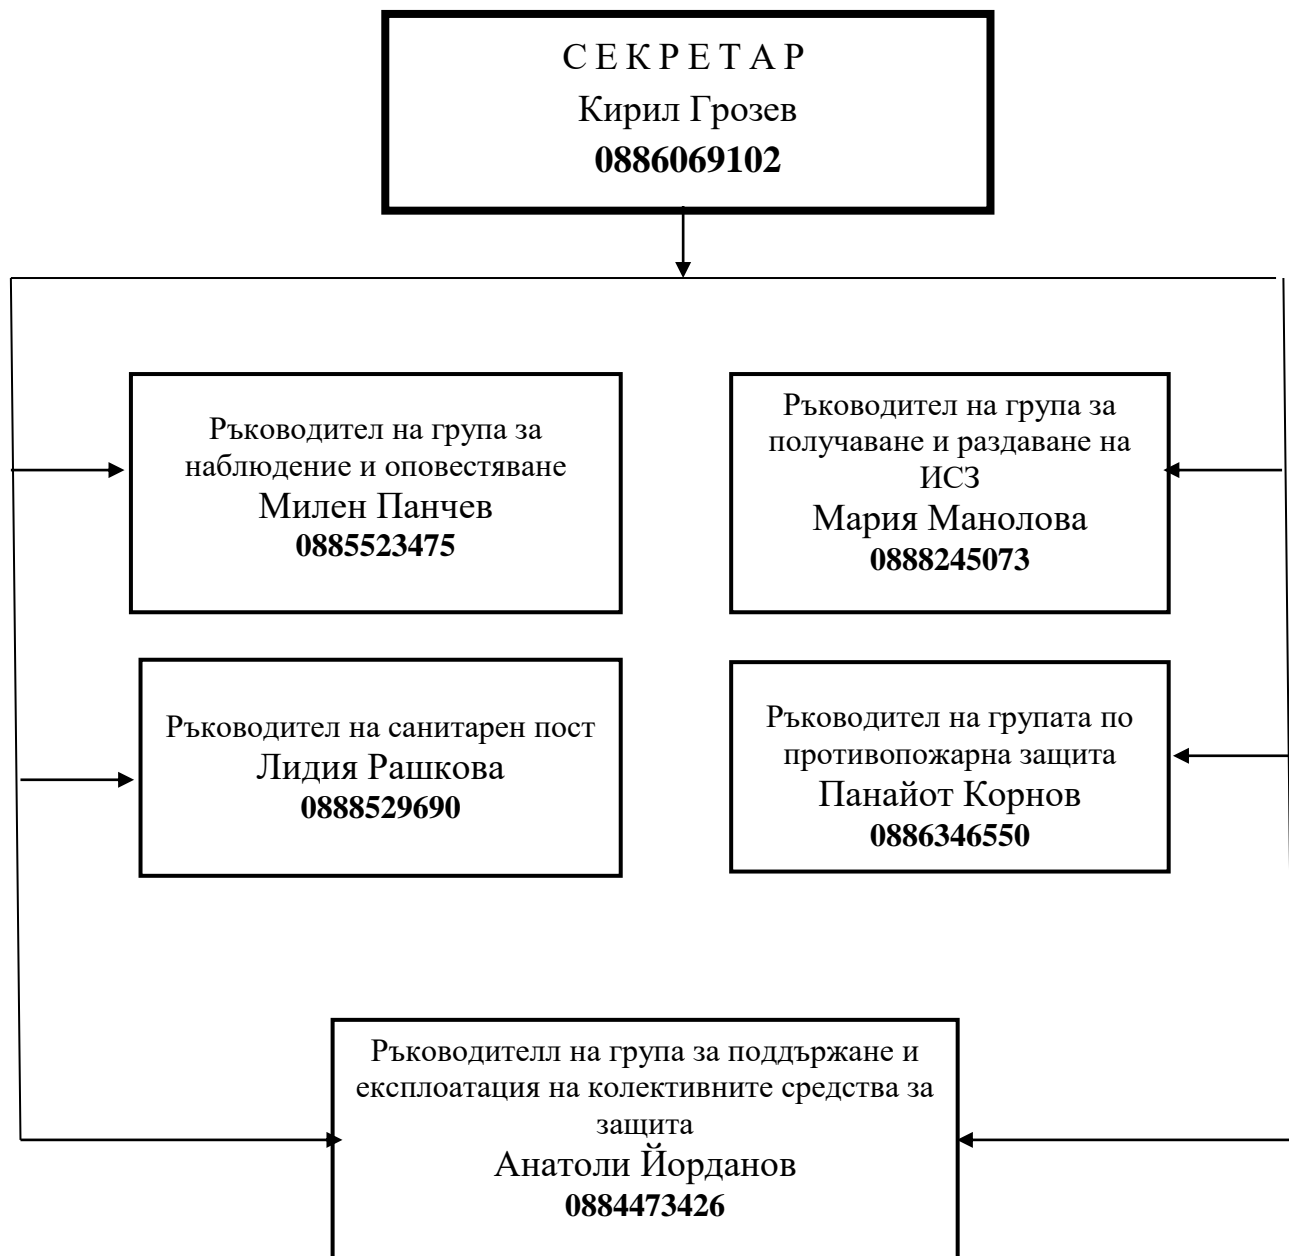 С Е К Р Е Т А Р
Кирил Грозев
0886069102
Ръководител на група за
наблюдение и оповестяване
Милен Панчев
0885523475
Ръководител на група за
получаване и раздаване на
ИСЗ
Мария Манолова
0888245073
Ръководител на санитарен пост
Лидия Рашкова
0888529690
Ръководител на групата по
противопожарна защита
Панайот Корнов
0886346550
Ръководителл на група за поддържане и
експлоатация на колективните средства за
защита
Анатоли Йорданов
0884473426